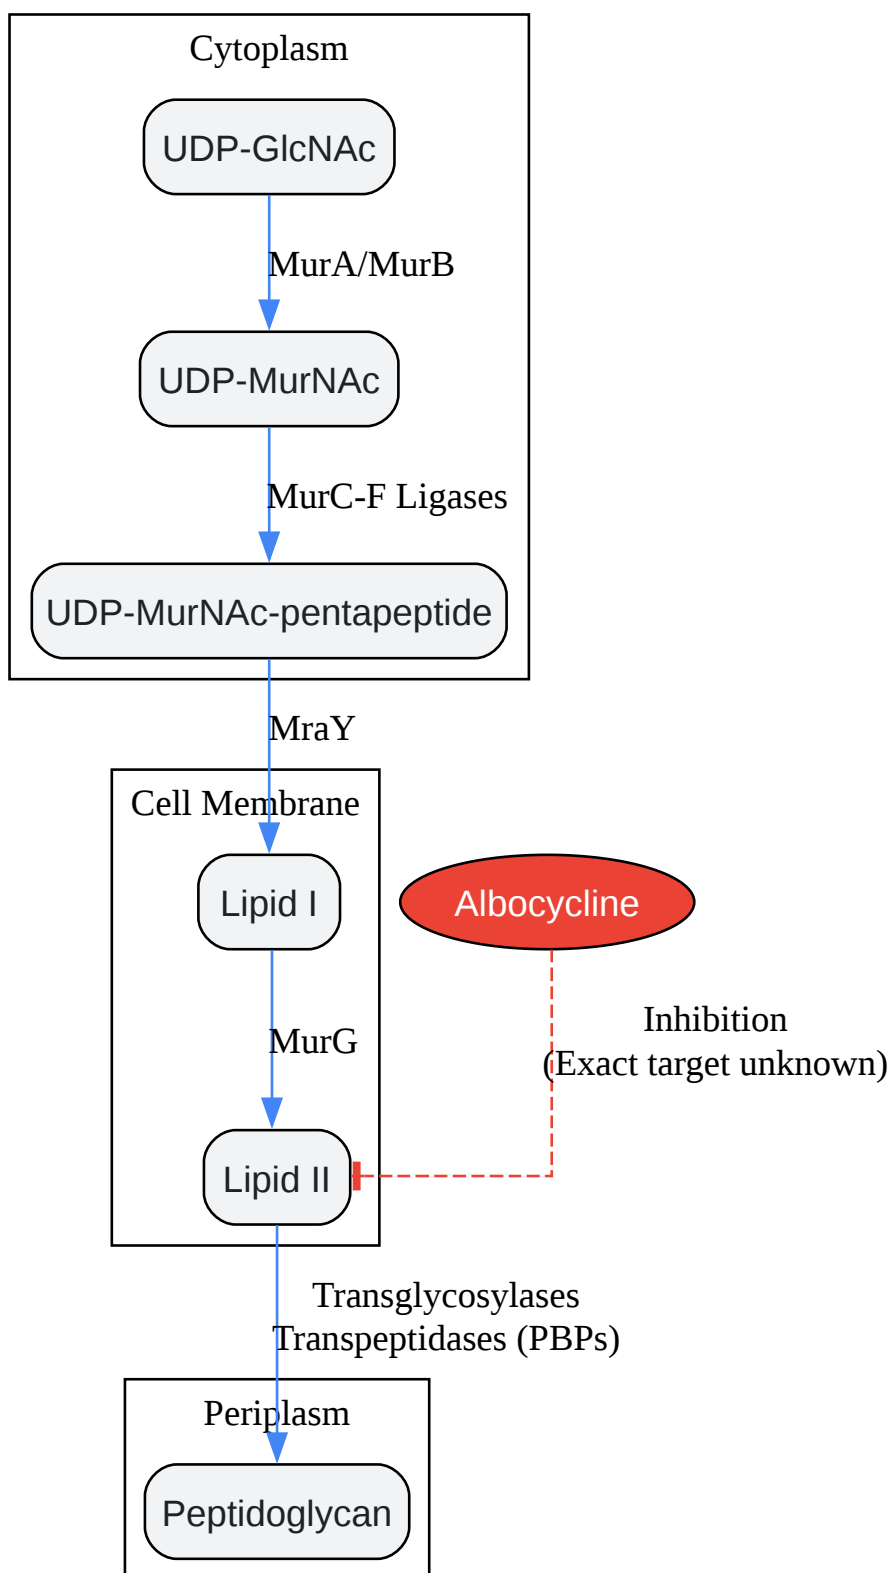 Cytoplasm
UDP-GlcNAc
MurA/MurB
UDP-MurNAc
MurC-F Ligases
UDP-MurNAc-pentapeptide
MraY
Cell Membrane
Lipid I
Albocycline
Inhibition
(Exact target unknown)
MurG
Lipid II
Transglycosylases
Transpeptidases (PBPs)
Periplasm
Peptidoglycan